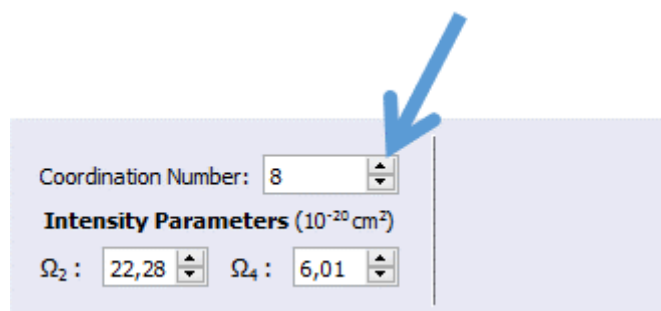 Coordination Number: 8
Intensity Parameters (10⁻²⁰ cm²)
Ω₂ : 22,28 Ω₄ : 6,01